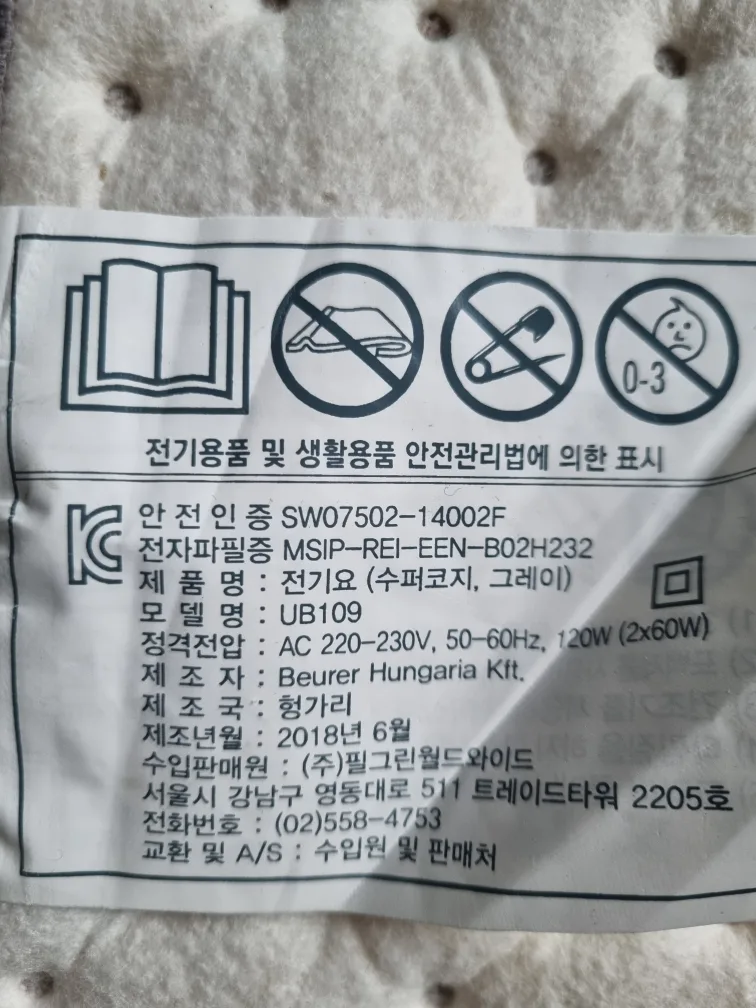 0-3
전기용품 및 생활용품 안전관리법에 의한 표시
안 전 인 증 SW07502-14002F
전자파필증 MSIP-REI-EEN-B02H232
제 품 명 : 전기요 (수퍼코지, 그레이)
모 델 명 : UB109
정격전압 : AC 220-230V, 50-60Hz, 120W (2x60W)
제 조 자 : Beurer Hungaria Kft.
제 조 국 : 헝가리
제조년월 : 2018년 6월
수입판매원 : (주)필그린월드와이드
서울시 강남구 영동대로 511 트레이드타워 2205호
전화번호 : (02)558-4753
교환 및 A/S : 수입원 및 판매처